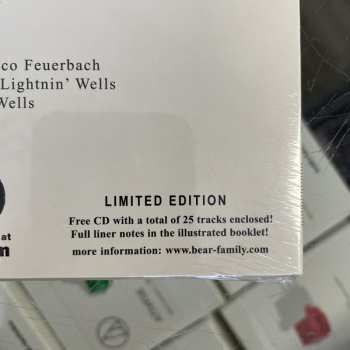 co Feuerbach
Lightnin' Wells
Wells
LIMITED EDITION
Free CD with a total of 25 tracks enclosed!
Full liner notes in the illustrated booklet!
at
m
more information: www.bear-family.com